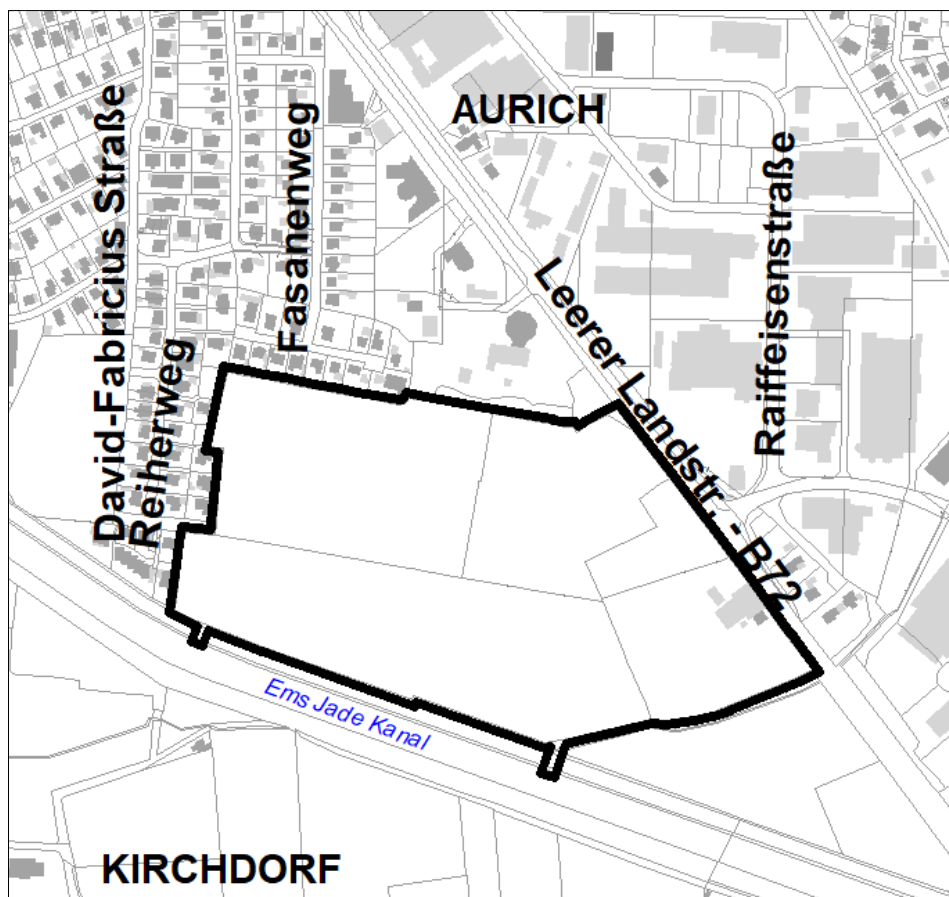 AURICH
David-Fabricius Straße
Fasanenweg
Raiffeisenstraße
Leerer Landstr. - B72
Reiherweg
Ems Jade Kanal
KIRCHDORF